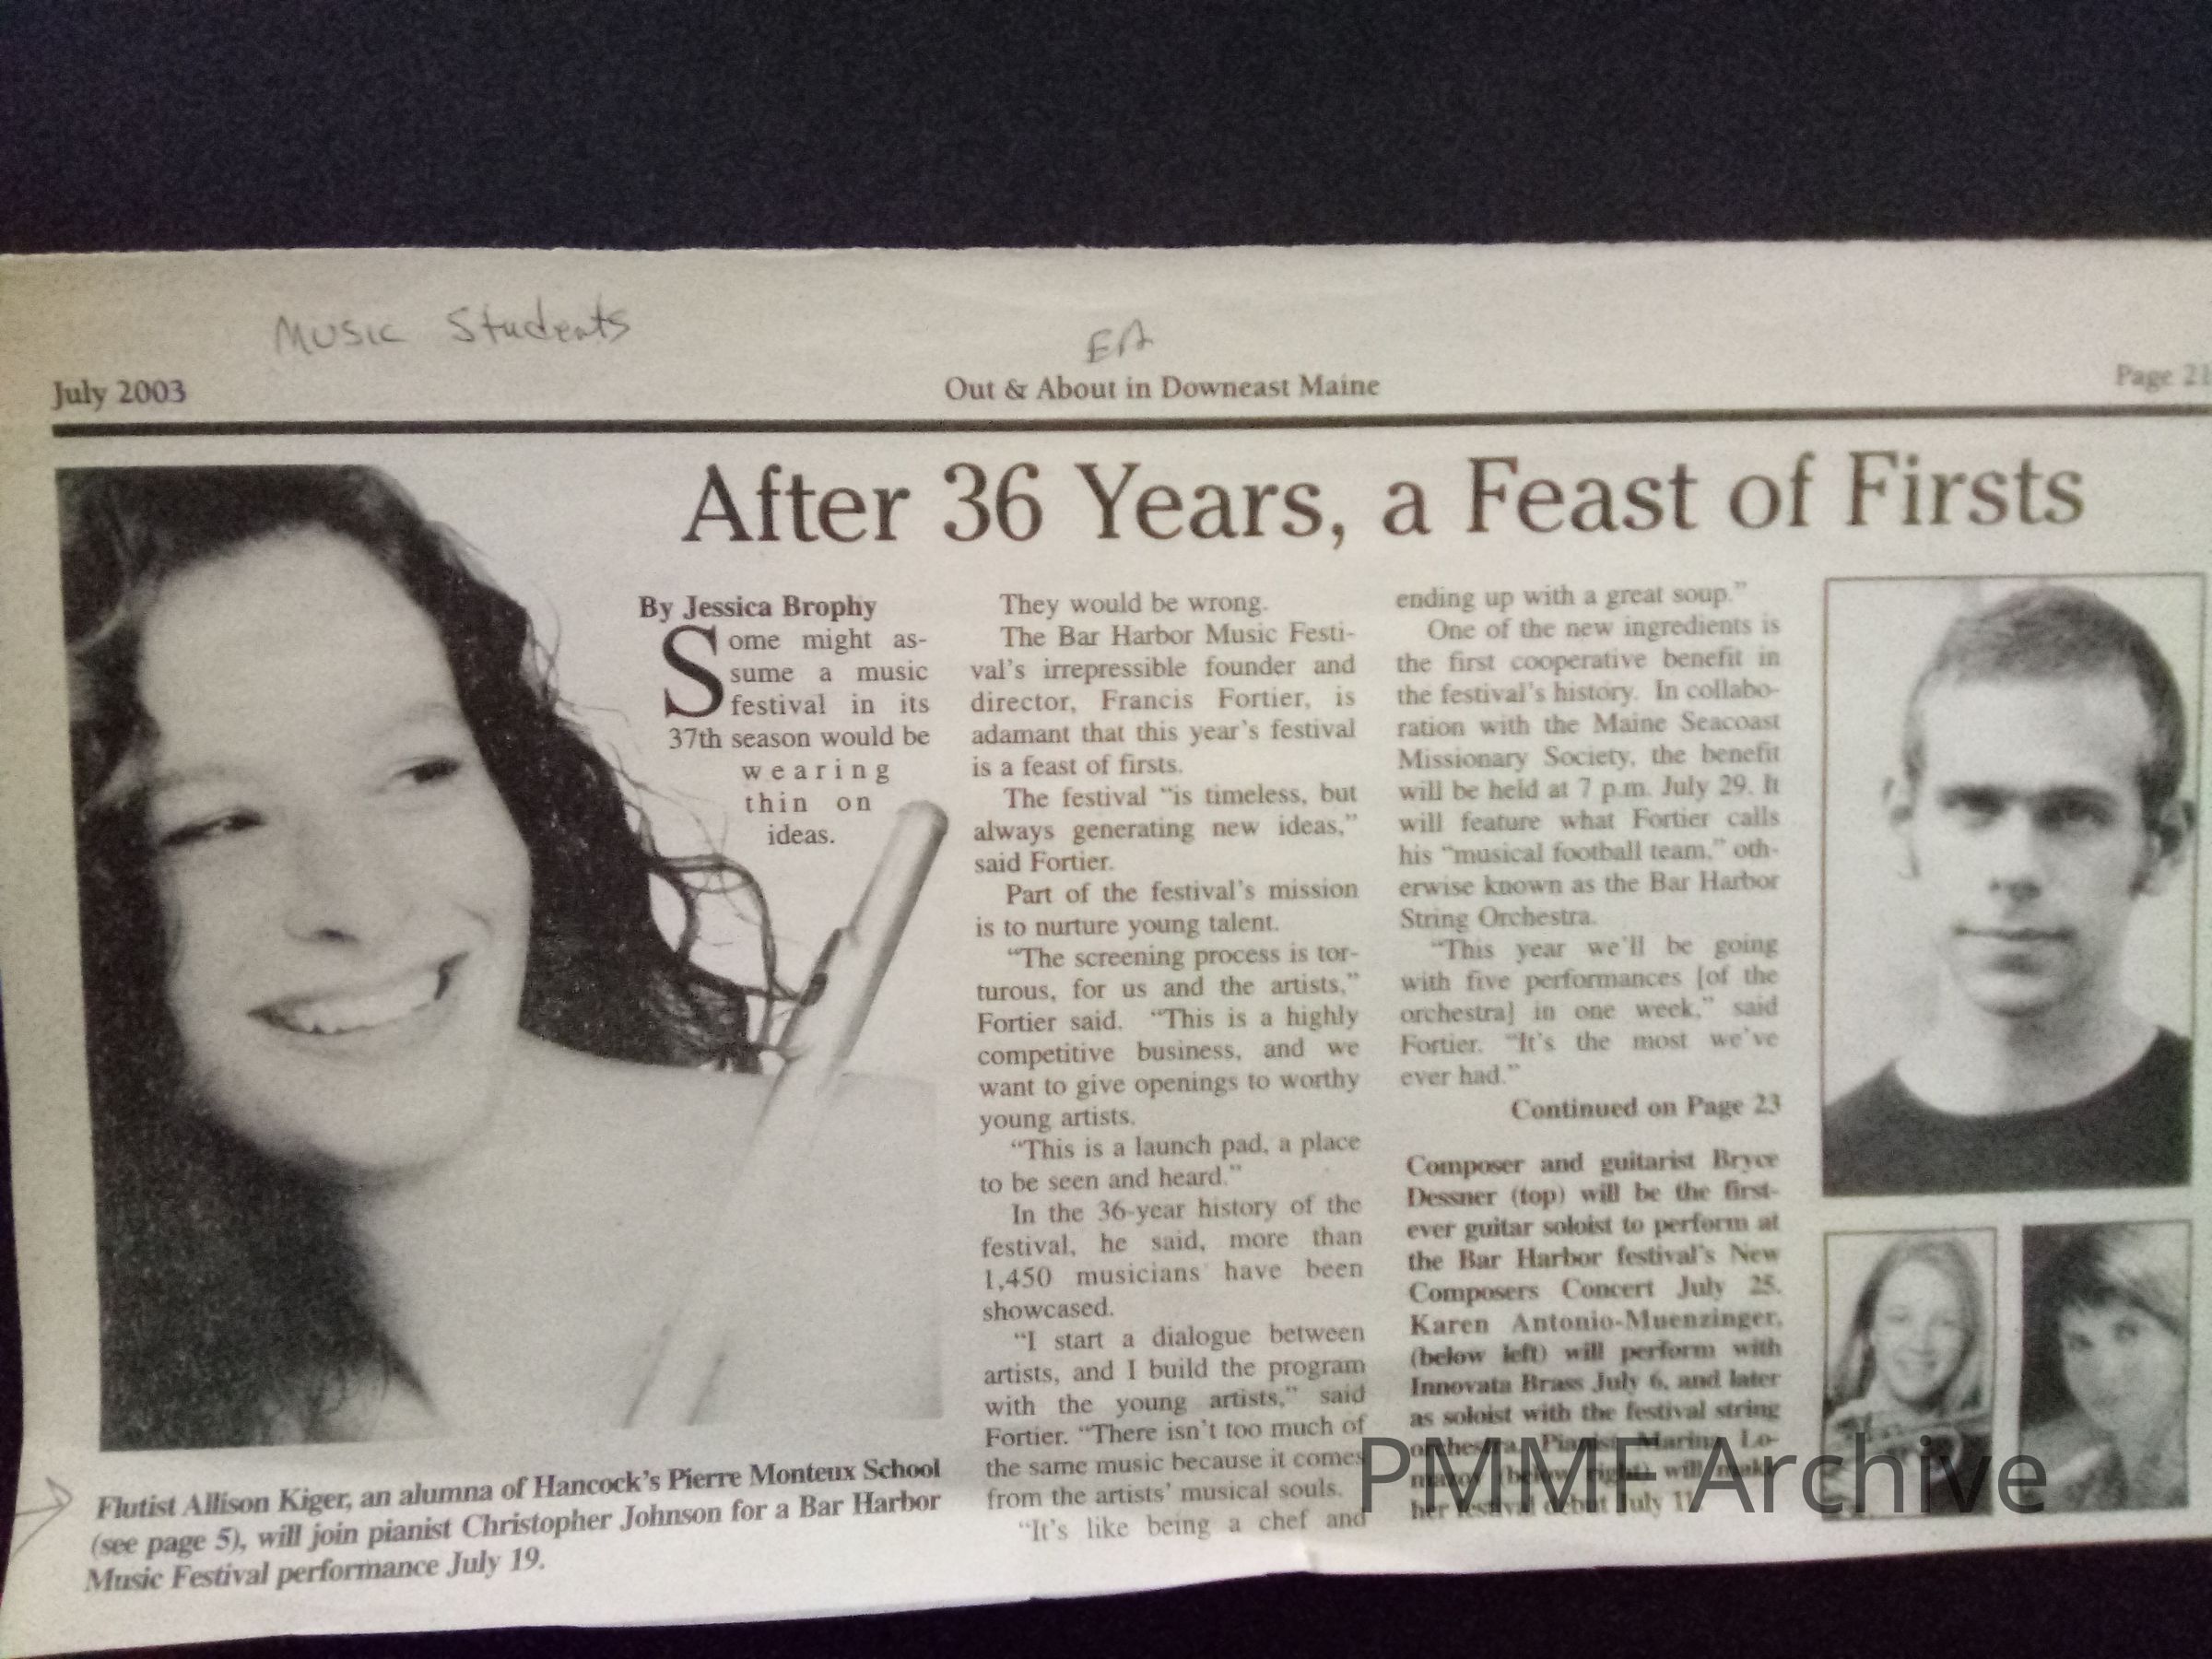 Music Students
EA
July 2003
Out & About in Downeast Maine
Page 21
After 36 Years, a Feast of Firsts
By Jessica Brophy
Some might as-
sume a music
festival in its
37th season would be
wearing
thin on
ideas.
They would be wrong.
The Bar Harbor Music Festi-
val's irrepressible founder and
director, Francis Fortier, is
adamant that this year's festival
is a feast of firsts.
The festival "is timeless, but
always generating new ideas,"
said Fortier.
Part of the festival's mission
is to nurture young talent.
"The screening process is tor-
turous, for us and the artists,"
Fortier said. "This is a highly
competitive business, and we
want to give openings to worthy
young artists.
"This is a launch pad, a place
to be seen and heard."
In the 36-year history of the
festival, he said, more than
1,450 musicians have been
showcased.
"I start a dialogue between
artists, and I build the program
with the young artists," said
Fortier. "There isn't too much of
the same music because it comes
from the artists' musical souls.
"It's like being a chef and
ending up with a great soup."
One of the new ingredients is
the first cooperative benefit in
the festival's history. In collabo-
ration with the Maine Seacoast
Missionary Society, the benefit
will be held at 7 p.m. July 29. It
will feature what Fortier calls
his "musical football team," oth-
erwise known as the Bar Harbor
String Orchestra.
"This year we'll be going
with five performances [of the
orchestra] in one week," said
Fortier. "It's the most we've
ever had."
Continued on Page 23
Composer and guitarist Bryce
Dessner (top) will be the first-
ever guitar soloist to perform at
the Bar Harbor festival's New
Composers Concert July 25.
Karen Antonio-Muenzinger,
(below left) will perform with
Innovata Brass July 6, and later
as soloist with the festival string
orchestra. Pianist Marina Lo-
(below right) will make
her festival debut July
Flutist Allison Kiger, an alumna of Hancock's Pierre Monteux School
(see page 5), will join pianist Christopher Johnson for a Bar Harbor
Music Festival performance July 19.
PMMF Archive